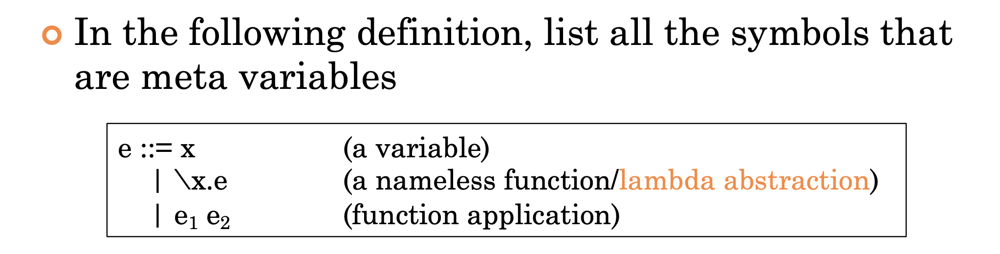 In the following definition, list all the symbols that
are meta variables
e ::= x (a variable)
| \x.e (a nameless function/lambda abstraction)
| e₁ e₂ (function application)